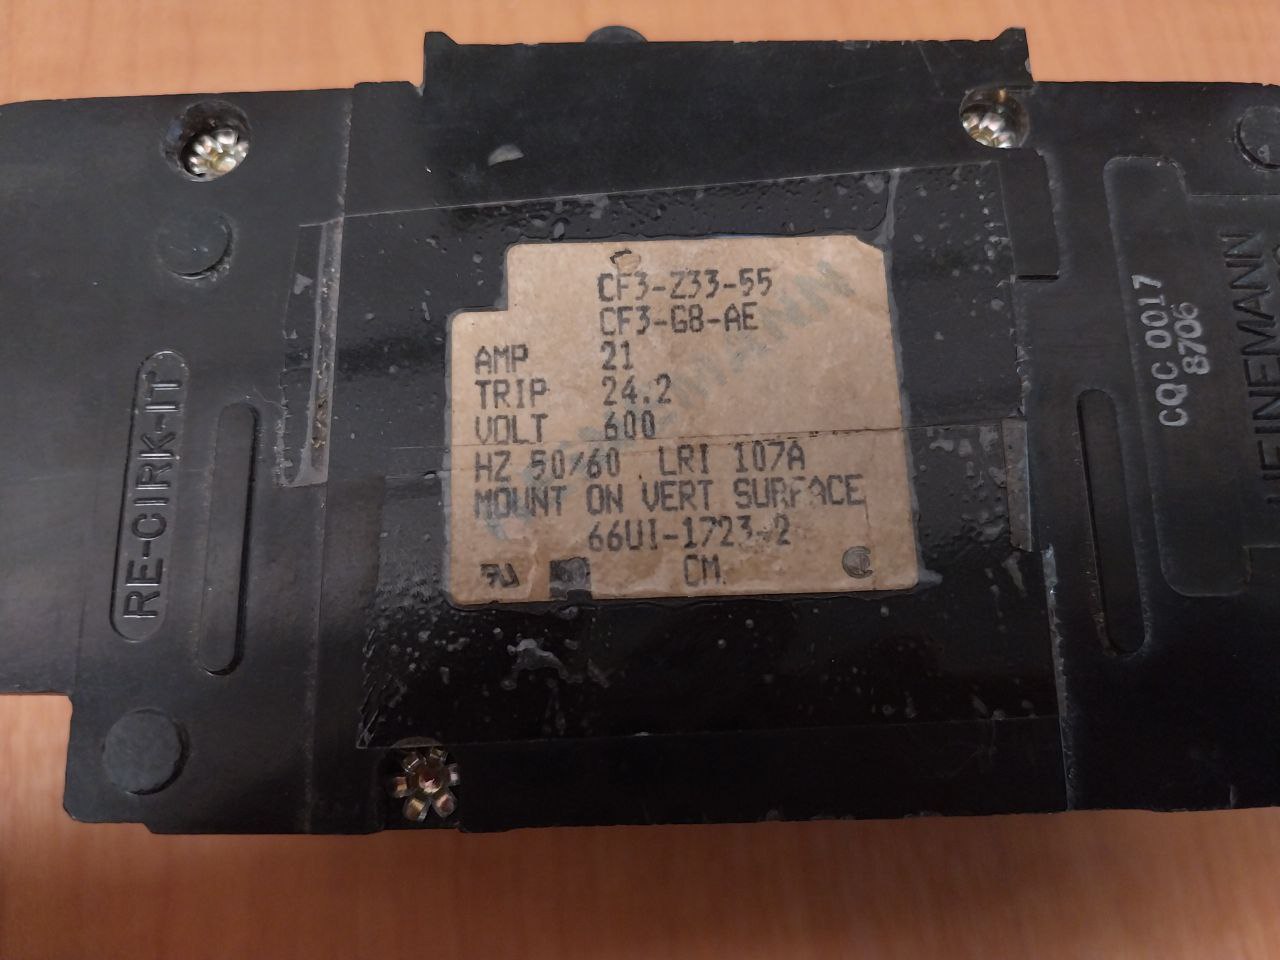 CF3-Z33-55
CF3-G8-AE
AMP 21
TRIP 24.2
VOLT 600
HZ 50/60 LRI 107A
MOUNT ON VERT SURFACE
66UI-1723-2
CM
RE-CIRK-IT
CQC 0017
8706
HEINEMANN